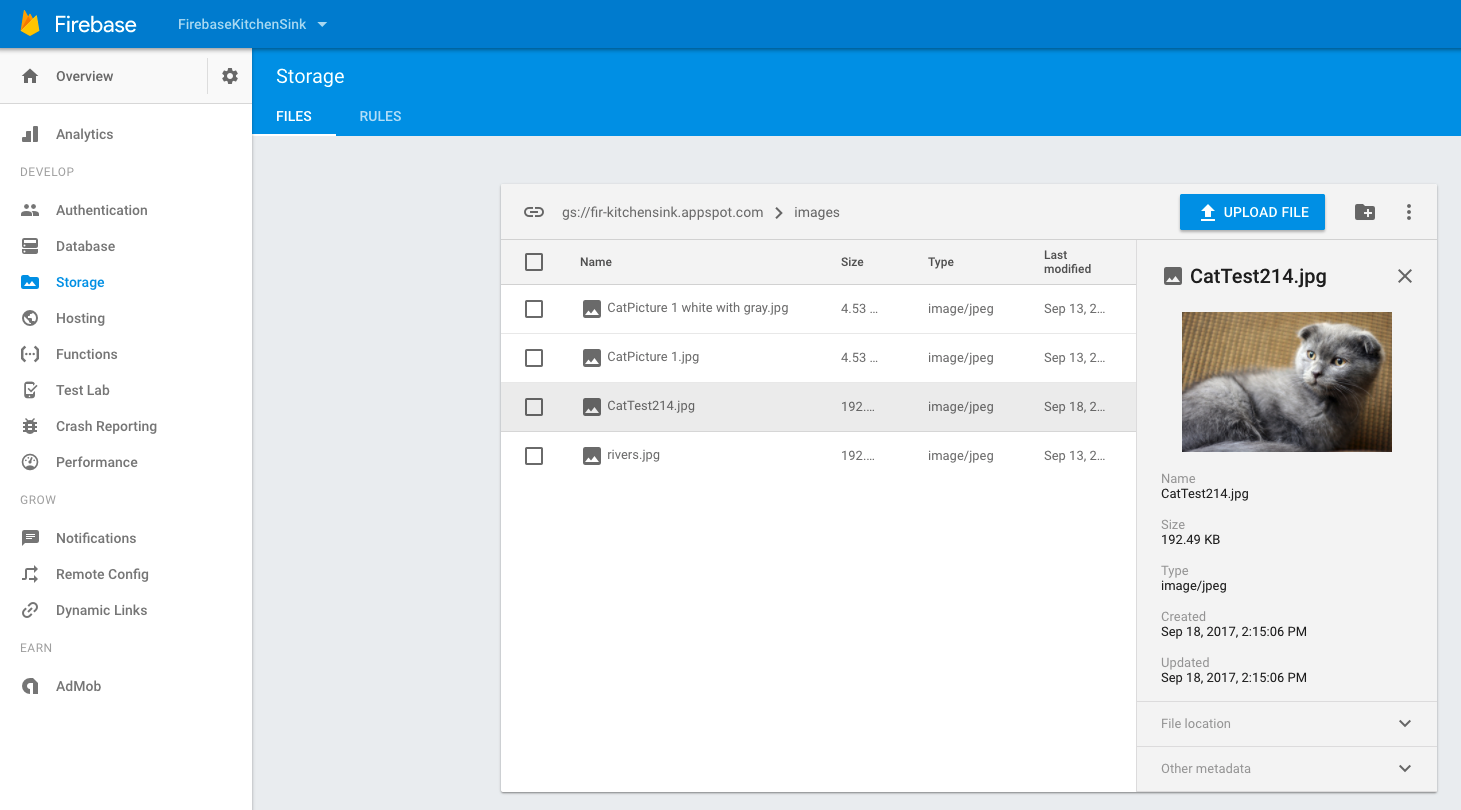 Firebase
FirebaseKitchenSink
Overview
Analytics
DEVELOP
Authentication
Database
Storage
Hosting
Functions
Test Lab
Crash Reporting
Performance
GROW
Notifications
Remote Config
Dynamic Links
EARN
AdMob
Storage
FILES RULES
gs://fir-kitchensink.appspot.com images
UPLOAD FILE
Name Size Type Last modified
CatPicture 1 white with gray.jpg 4.53 ... image/jpeg Sep 13, 2...
CatPicture 1.jpg 4.53 ... image/jpeg Sep 13, 2...
CatTest214.jpg 192.... image/jpeg Sep 18, 2...
rivers.jpg 192.... image/jpeg Sep 13, 2...
CatTest214.jpg
Name
CatTest214.jpg
Size
192.49 KB
Type
image/jpeg
Created
Sep 18, 2017, 2:15:06 PM
Updated
Sep 18, 2017, 2:15:06 PM
File location
Other metadata